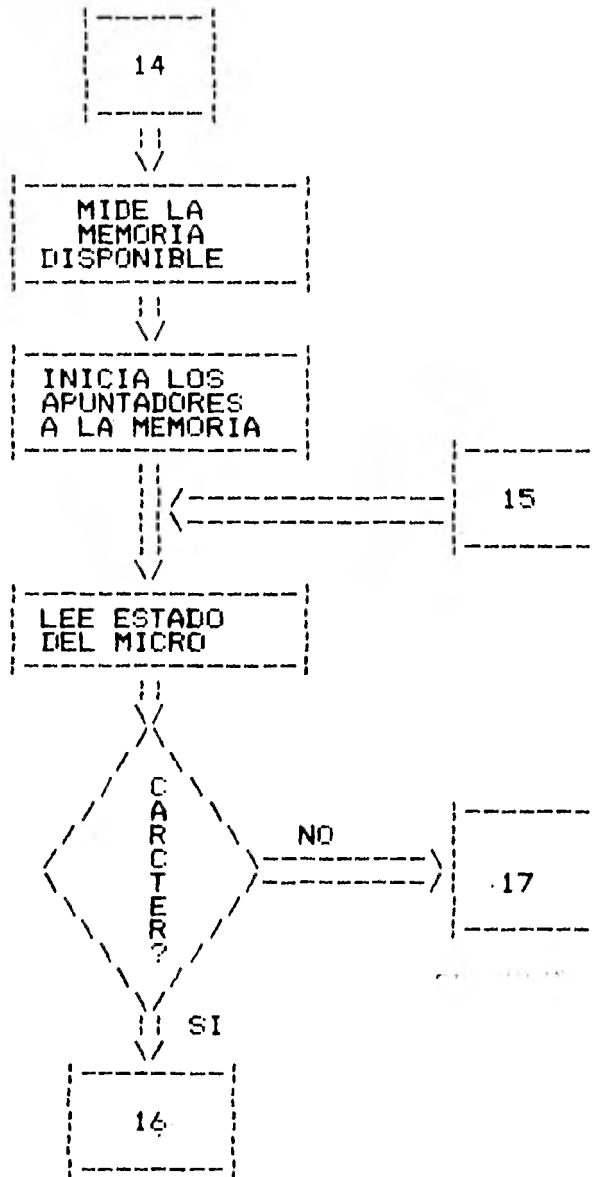 14
MIDE LA
MEMORIA
DISPONIBLE
INICIA LOS
APUNTADORES
A LA MEMORIA
15
LEE ESTADO
DEL MICRO
CARCTER?
NO
17
SI
16